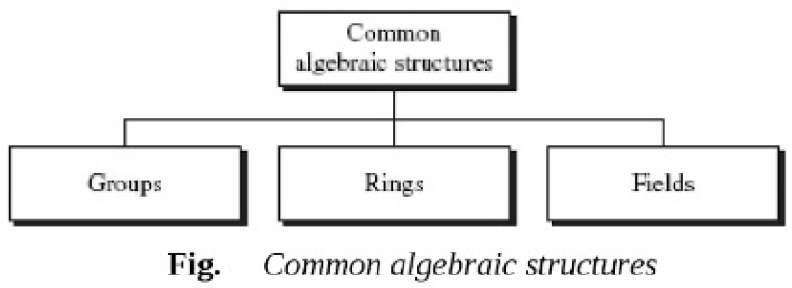 Common
algebraic structures
Groups
Rings
Fields
Fig. Common algebraic structures